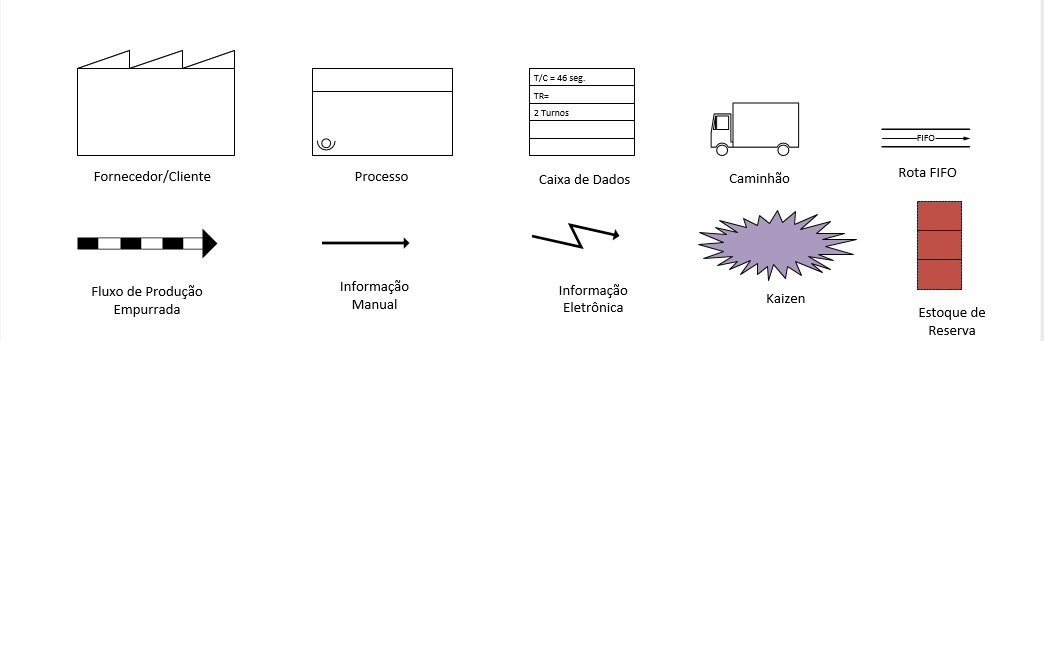 T/C = 46 seg.
TR=
2 Turnos
FIFO
Fornecedor/Cliente
Processo
Caixa de Dados
Caminhão
Rota FIFO
Fluxo de Produção
Empurrada
Informação
Manual
Informação
Eletrônica
Kaizen
Estoque de
Reserva